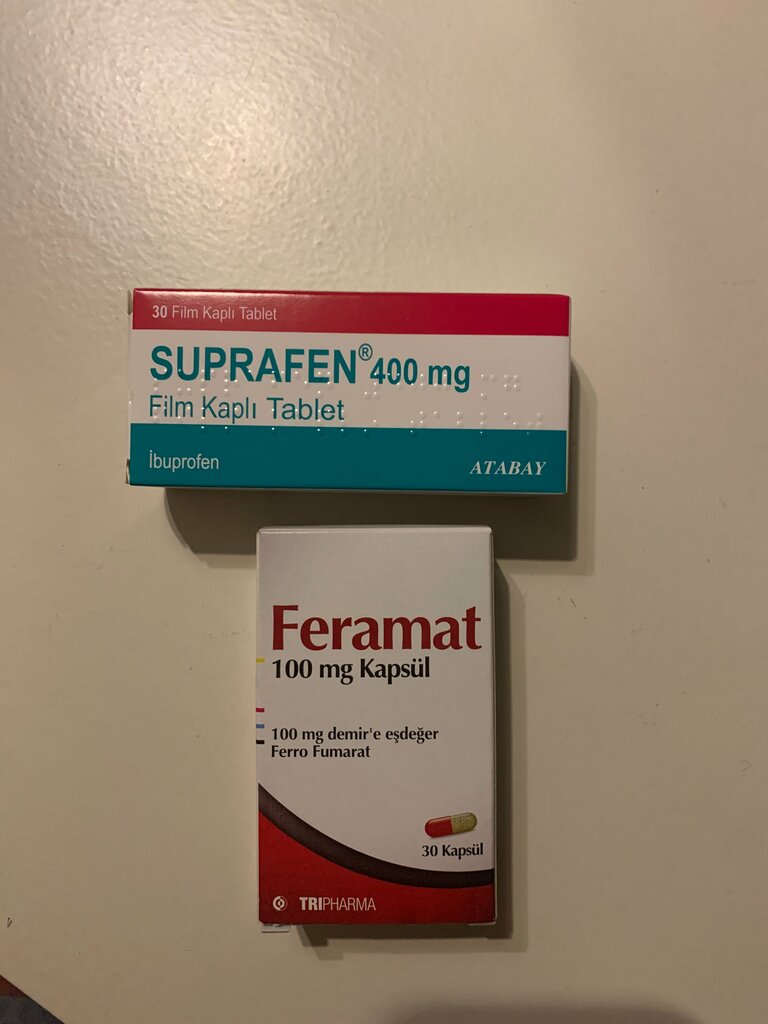 30 Film Kaplı Tablet
SUPRAFEN® 400 mg
Film Kaplı Tablet
İbuprofen
ATABAY
Feramat
100 mg Kapsül
100 mg demir'e eşdeğer
Ferro Fumarat
30 Kapsül
TRIPHARMA